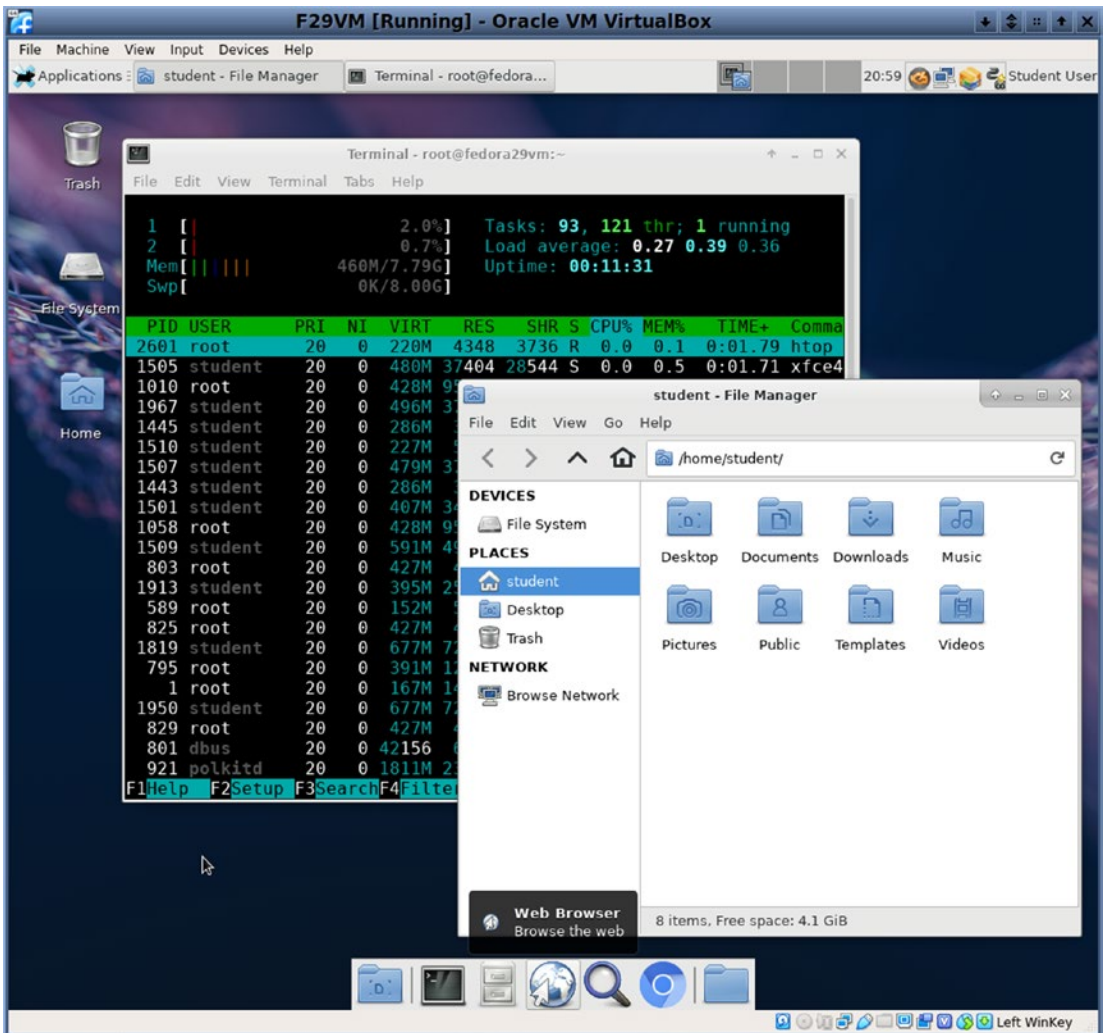 F29VM [Running] - Oracle VM VirtualBox
File Machine View Input Devices Help
Applications student - File Manager Terminal - root@fedora... 20:59 Student User
Trash
File System
Home
Terminal - root@fedora29vm:~
File Edit View Terminal Tabs Help
1 [| 2.0%] Tasks: 93, 121 thr; 1 running
2 [| 0.7%] Load average: 0.27 0.39 0.36
Mem[|||||| 460M/7.79G] Uptime: 00:11:31
Swp[ 0K/8.00G]
PID USER PRI NI VIRT RES SHR S CPU% MEM% TIME+ Comma
2601 root 20 0 220M 4348 3736 R 0.0 0.1 0:01.79 htop
1505 student 20 0 480M 37404 28544 S 0.0 0.5 0:01.71 xfce4
1010 root 20 0 428M
1967 student 20 0 496M
1445 student 20 0 286M
1510 student 20 0 227M
1507 student 20 0 479M
1443 student 20 0 286M
1501 student 20 0 407M
1058 root 20 0 428M
1509 student 20 0 591M
803 root 20 0 427M
1913 student 20 0 395M
589 root 20 0 152M
825 root 20 0 427M
1819 student 20 0 677M
795 root 20 0 391M
1 root 20 0 167M
1950 student 20 0 677M
829 root 20 0 427M
801 dbus 20 0 42156
921 polkitd 20 0 1811M
F1Help F2Setup F3SearchF4Filte
student - File Manager
File Edit View Go Help
/home/student/
DEVICES
File System
PLACES
student
Desktop
Trash
NETWORK
Browse Network
Desktop Documents Downloads Music
Pictures Public Templates Videos
8 items, Free space: 4.1 GiB
Web Browser
Browse the web
Left WinKey